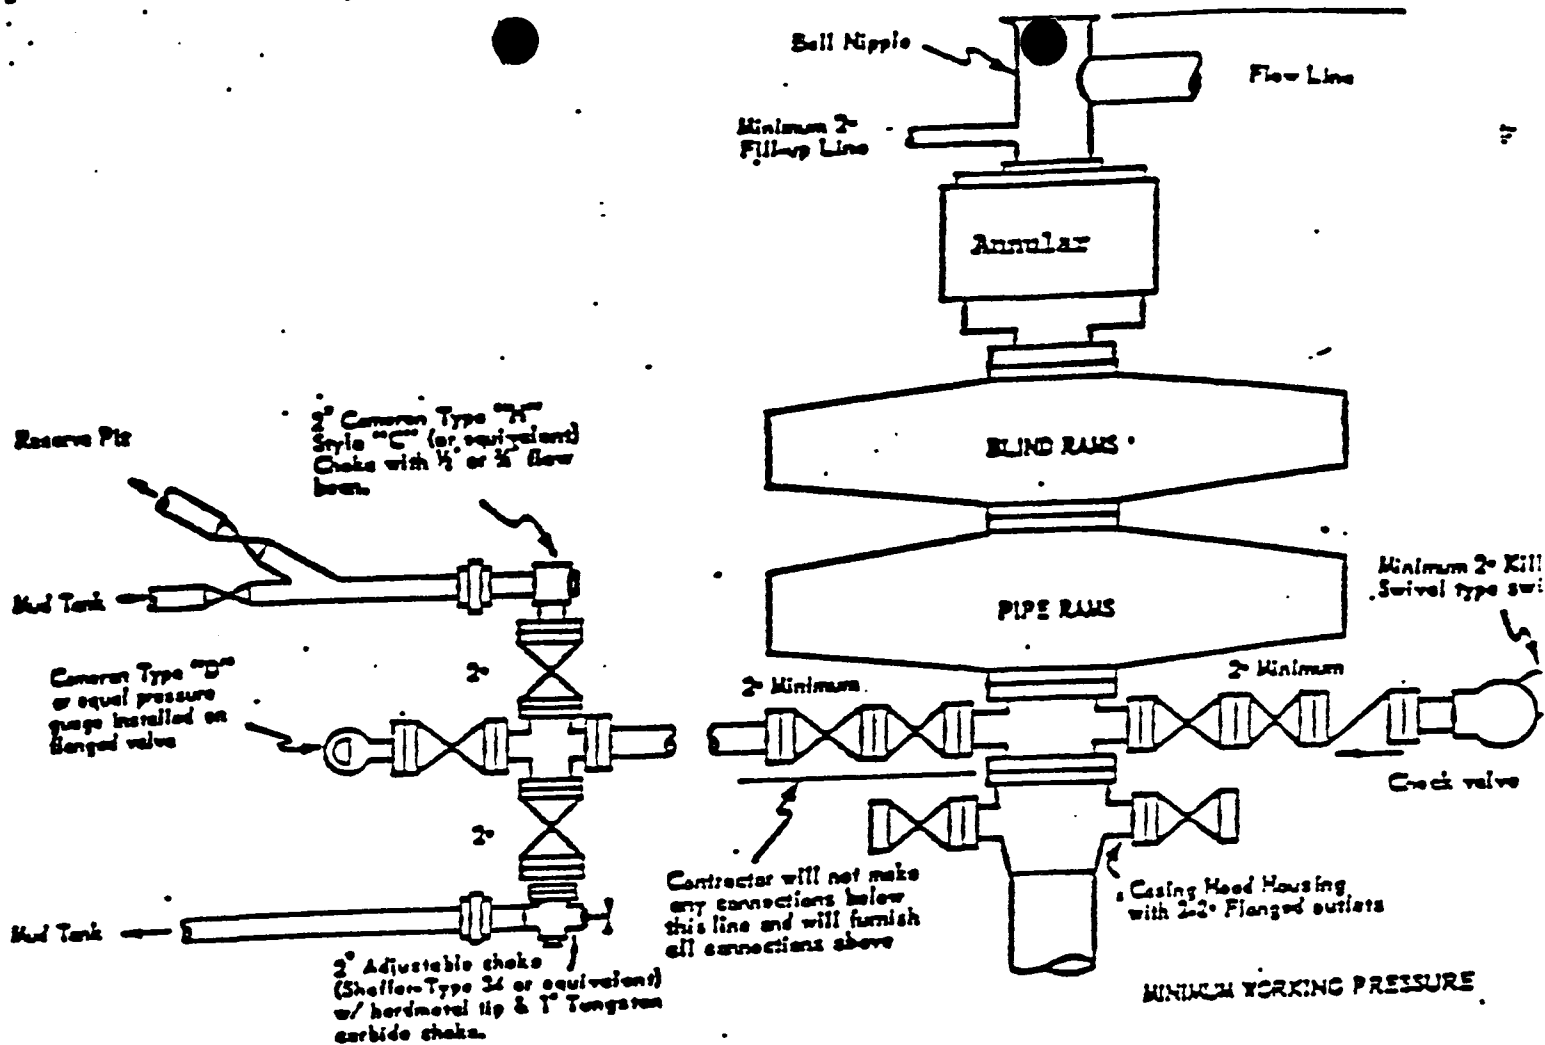 Bell Nipple
Flow Line
Minimum 2"
Fill-up Line
Annular
2" Cameron Type "H"
Style "C" (or equivalent)
Choke with ½" or ¾" flow
bean.
Reserve Pit
BLIND RAMS
Minimum 2" Kill
Swivel type swi
Mud Tank
PIPE RAMS
Cameron Type "D"
or equal pressure
guage installed on
flanged valve
2"
2" Minimum
2" Minimum
Check valve
2"
Contractor will not make
any connections below
this line and will furnish
all connections above
Casing Head Housing
with 2-2" Flanged outlets
Mud Tank
2" Adjustable choke
(Shaffer-Type 3d or equivalent)
w/ hardmetal tip & 1" Tungsten
carbide choke.
MINIMUM WORKING PRESSURE